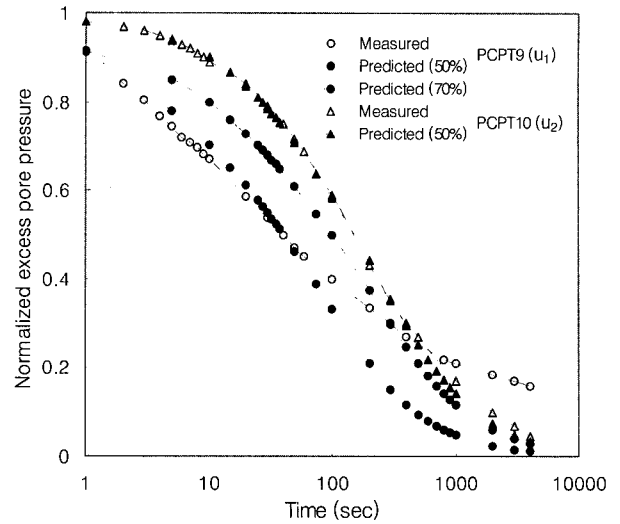 Normalized excess pore pressure
1
0.8
0.6
0.4
0.2
0
Measured
Predicted (50%)
Predicted (70%)
PCPT9 (u1)
Measured
Predicted (50%)
PCPT10 (u2)
1
10
100
1000
10000
Time (sec)